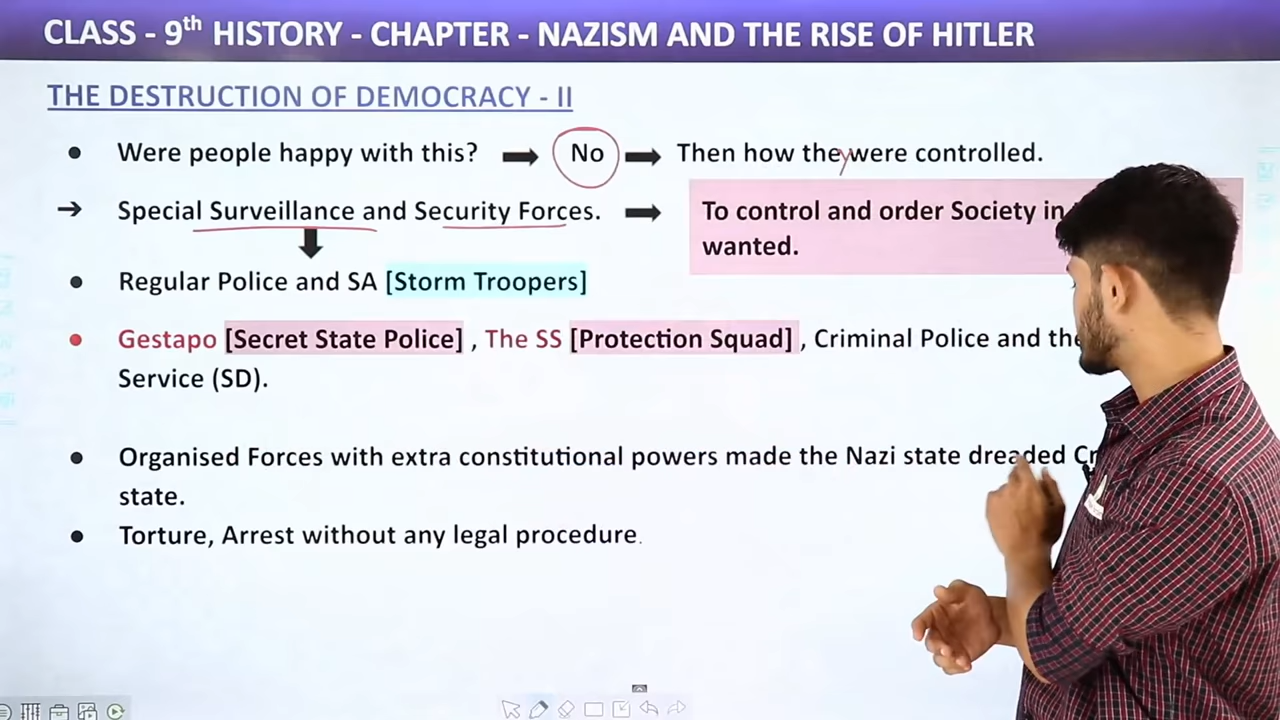 CLASS - 9th HISTORY - CHAPTER - NAZISM AND THE RISE OF HITLER
THE DESTRUCTION OF DEMOCRACY - II
• Were people happy with this? ➡ No ➡ Then how they were controlled.
→ Special Surveillance and Security Forces. ➡ To control and order Society in
wanted.
• Regular Police and SA [Storm Troopers]
• Gestapo [Secret State Police] , The SS [Protection Squad] , Criminal Police and the
Service (SD).
• Organised Forces with extra constitutional powers made the Nazi state dreaded
state.
• Torture, Arrest without any legal procedure.